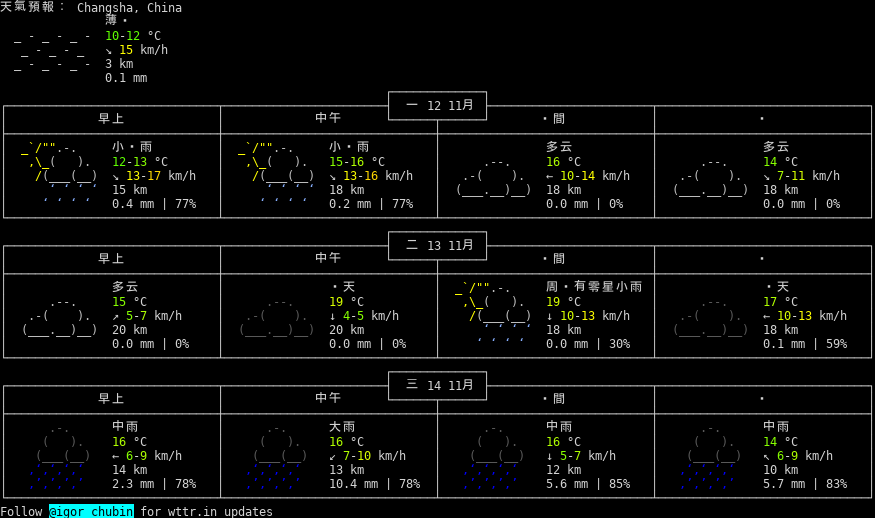 天氣預報： Changsha, China
薄・
10-12 °C
↘ 15 km/h
3 km
0.1 mm
一 12 11月
早上 中午 ・間 ・
小・雨 小・雨 多云 多云
12-13 °C 15-16 °C 16 °C 14 °C
↘ 13-17 km/h ↘ 13-16 km/h ← 10-14 km/h ↘ 7-11 km/h
15 km 18 km 18 km 18 km
0.4 mm | 77% 0.2 mm | 77% 0.0 mm | 0% 0.0 mm | 0%
二 13 11月
早上 中午 ・間 ・
多云 ・天 周・有零星小雨 ・天
15 °C 19 °C 19 °C 17 °C
↗ 5-7 km/h ↓ 4-5 km/h ↓ 10-13 km/h ← 10-13 km/h
20 km 20 km 18 km 18 km
0.0 mm | 0% 0.0 mm | 0% 0.0 mm | 30% 0.1 mm | 59%
三 14 11月
早上 中午 ・間 ・
中雨 大雨 中雨 中雨
16 °C 16 °C 16 °C 14 °C
← 6-9 km/h ↙ 7-10 km/h ↓ 5-7 km/h ↖ 6-9 km/h
14 km 13 km 12 km 10 km
2.3 mm | 78% 10.4 mm | 78% 5.6 mm | 85% 5.7 mm | 83%
Follow @igor_chubin for wttr.in updates